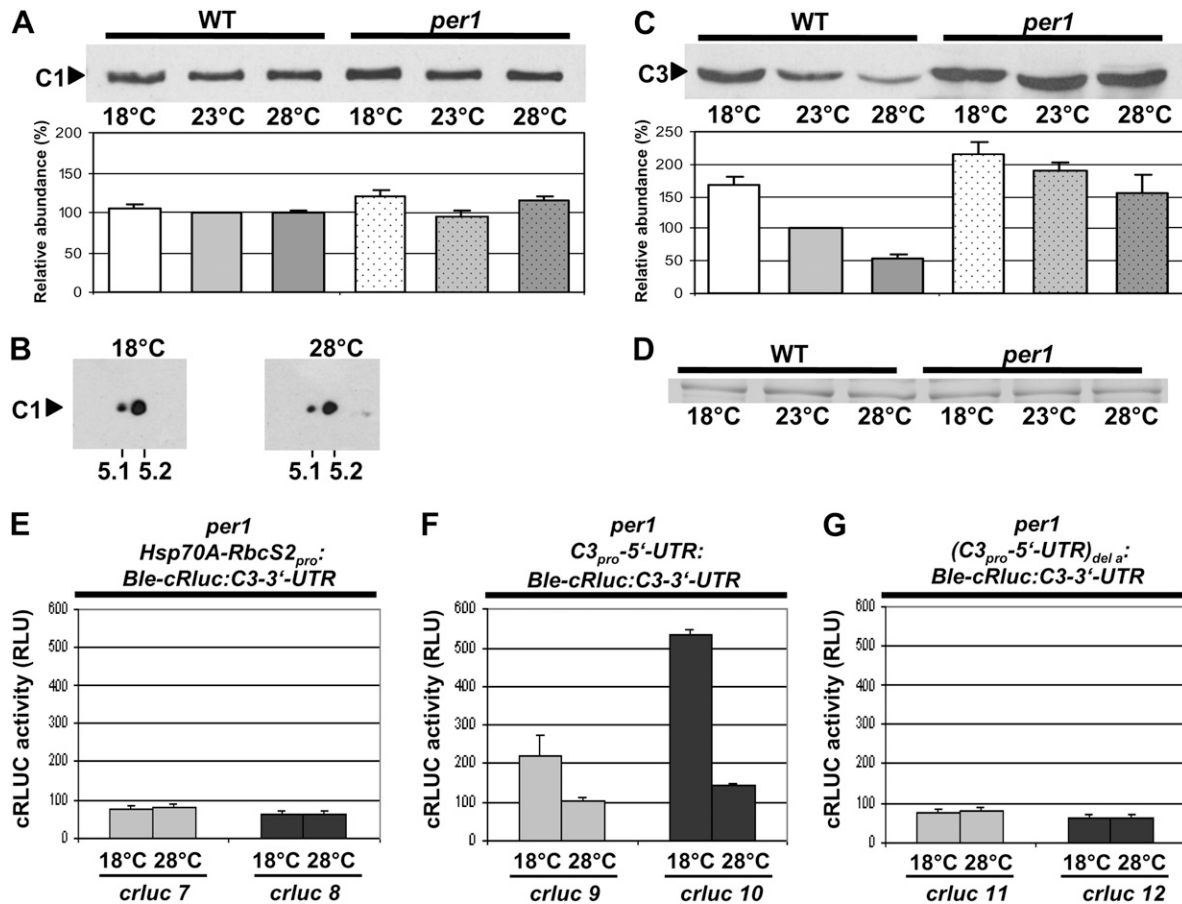 A
WT
per1
C1
18°C 23°C 28°C 18°C 23°C 28°C
Relative abundance (%)
200
150
100
50
0
C
WT
per1
C3
18°C 23°C 28°C 18°C 23°C 28°C
Relative abundance (%)
250
200
150
100
50
0
B
18°C
28°C
C1
5.1 5.2
5.1 5.2
D
WT
per1
18°C 23°C 28°C 18°C 23°C 28°C
E
per1
Hsp70A-RbcS2pro:
Ble-cRluc:C3-3‘-UTR
cRLUC activity (RLU)
600
500
400
300
200
100
0
18°C 28°C 18°C 28°C
crluc 7 crluc 8
F
per1
C3pro-5‘-UTR:
Ble-cRluc:C3-3‘-UTR
cRLUC activity (RLU)
600
500
400
300
200
100
0
18°C 28°C 18°C 28°C
crluc 9 crluc 10
G
per1
(C3pro-5‘-UTR)del a:
Ble-cRluc:C3-3‘-UTR
cRLUC activity (RLU)
600
500
400
300
200
100
0
18°C 28°C 18°C 28°C
crluc 11 crluc 12